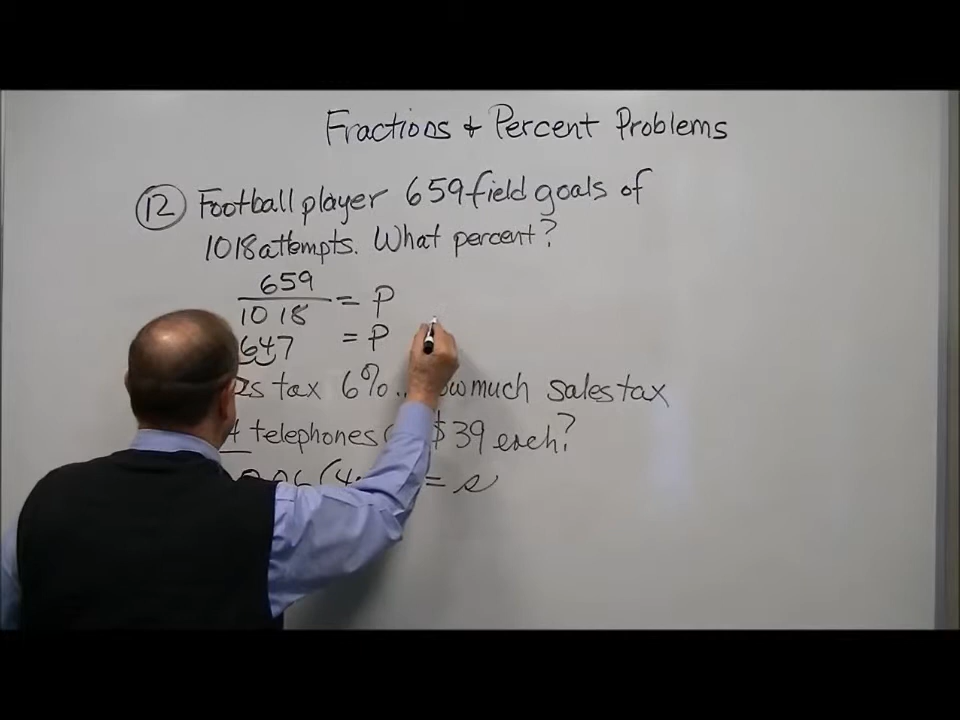 Fractions + Percent Problems
12 Football player 659 field goals of
1018 attempts. What percent?
659
1018
= P
647 = P
tax 6%... much sales tax
telephones $39 each?
= s